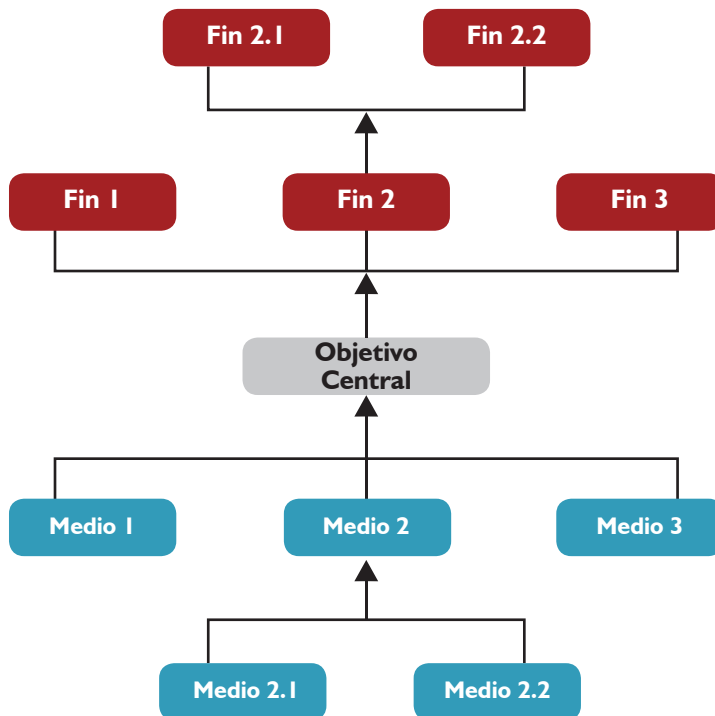 Fin 2.1
Fin 2.2
Fin 1
Fin 2
Fin 3
Objetivo
Central
Medio 1
Medio 2
Medio 3
Medio 2.1
Medio 2.2